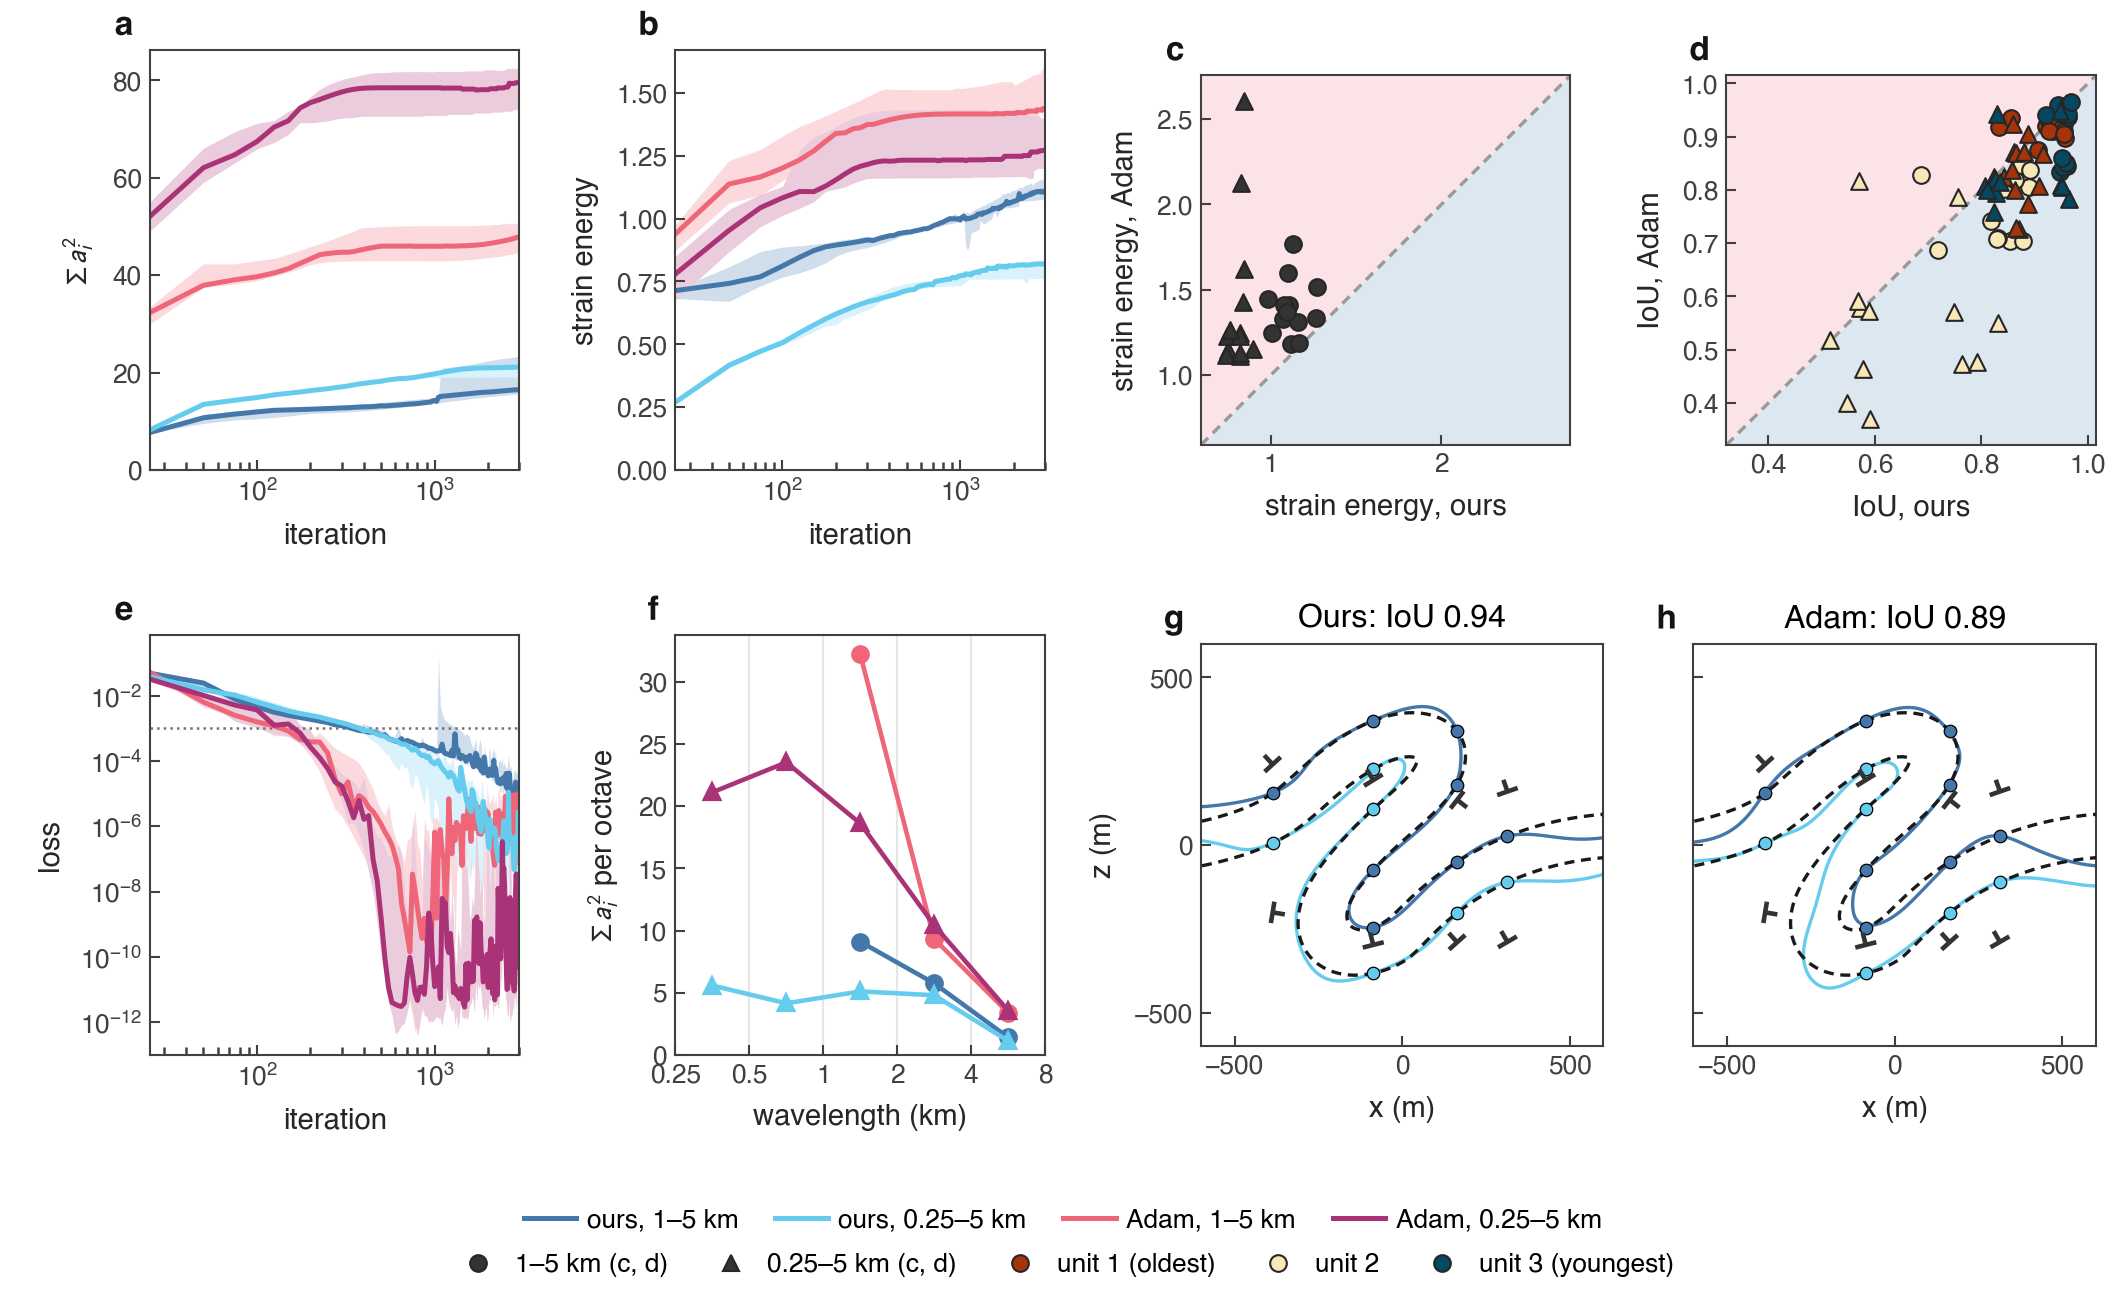 a
80
60
40
20
0
Σ a_i^2
10^2
10^3
iteration
b
1.50
1.25
1.00
0.75
0.50
0.25
0.00
strain energy
10^2
10^3
iteration
c
2.5
2.0
1.5
1.0
strain energy, Adam
1
2
strain energy, ours
d
1.0
0.9
0.8
0.7
0.6
0.5
0.4
IoU, Adam
0.4
0.6
0.8
1.0
IoU, ours
e
10^−2
10^−4
10^−6
10^−8
10^−10
10^−12
loss
10^2
10^3
iteration
f
30
25
20
15
10
5
0
Σ a_i^2 per octave
0.25
0.5
1
2
4
8
wavelength (km)
g
Ours: IoU 0.94
500
0
−500
z (m)
−500
0
500
x (m)
h
Adam: IoU 0.89
−500
0
500
x (m)
ours, 1–5 km
ours, 0.25–5 km
Adam, 1–5 km
Adam, 0.25–5 km
1–5 km (c, d)
0.25–5 km (c, d)
unit 1 (oldest)
unit 2
unit 3 (youngest)